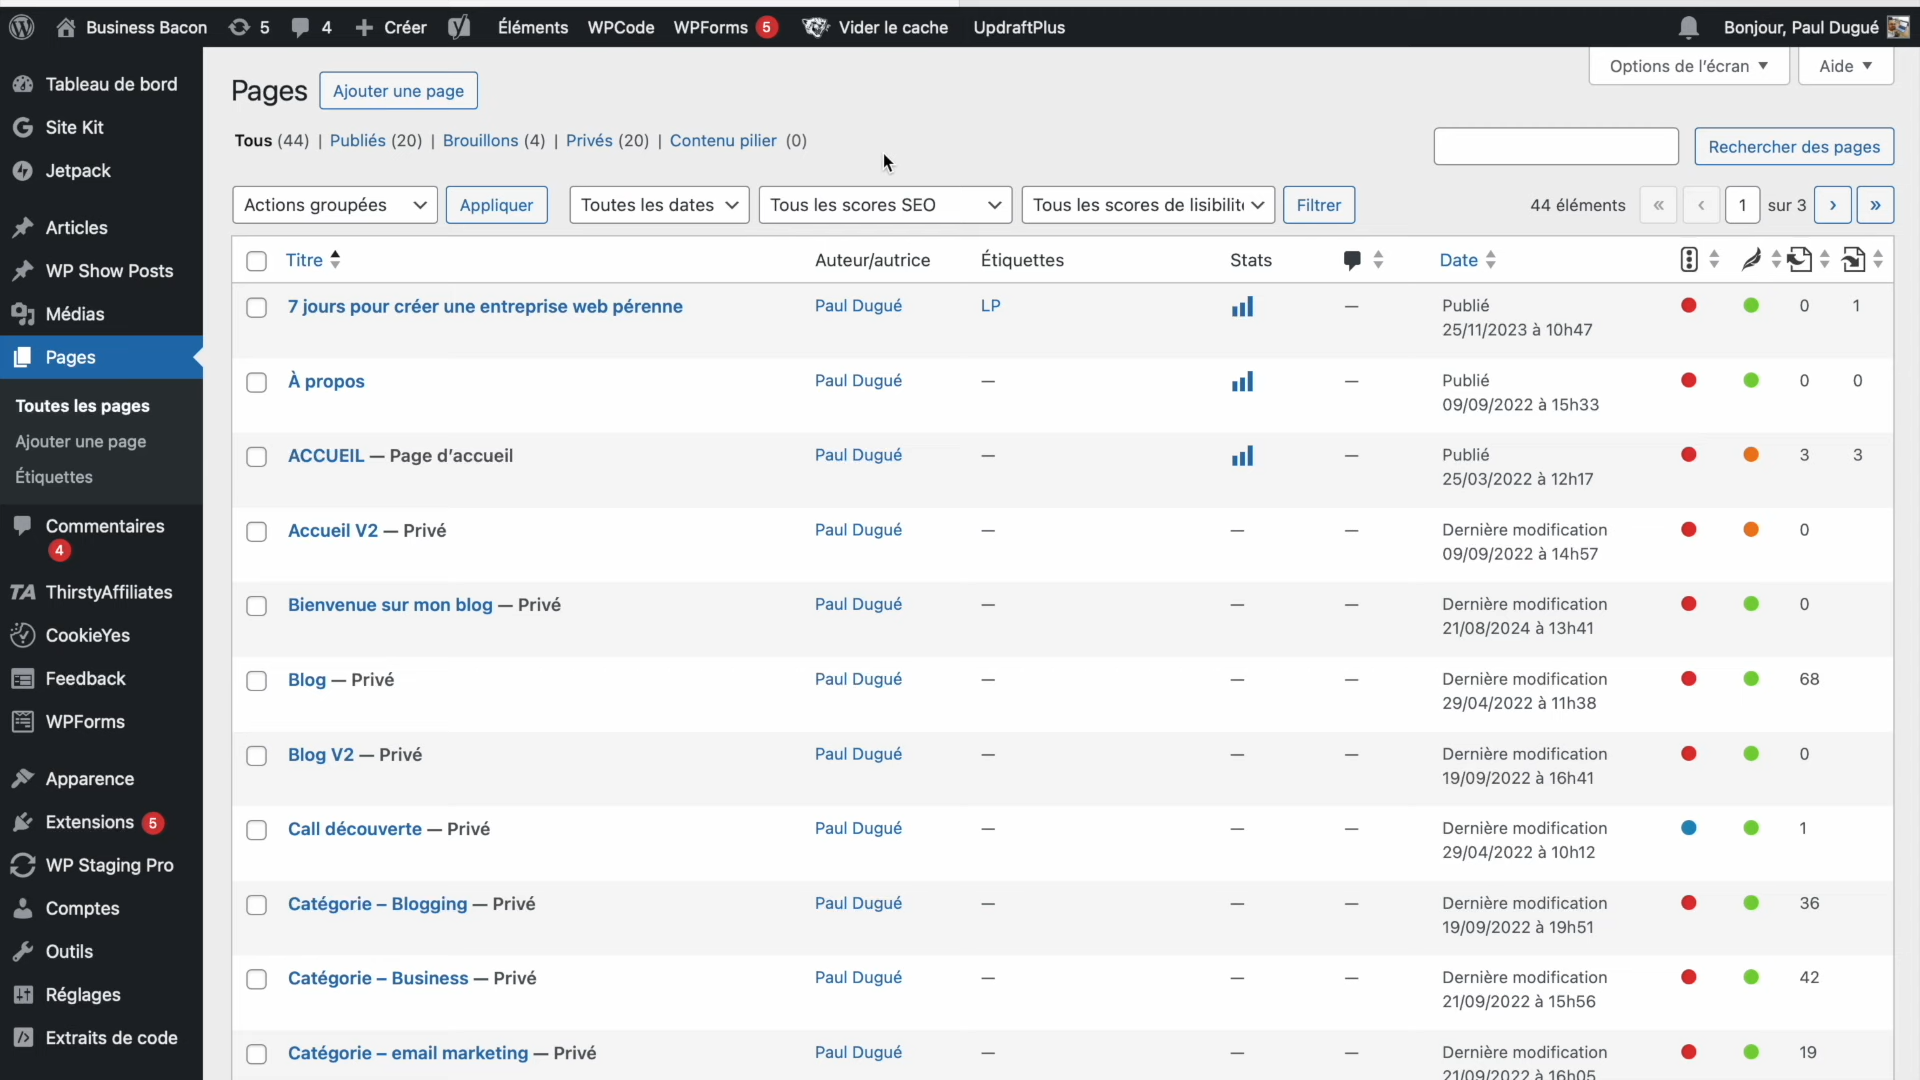 Business Bacon 5 4 Créer Éléments WPCode WPForms 5 Vider le cache UpdraftPlus Bonjour, Paul Dugué
Tableau de bord
Site Kit
Jetpack
Articles
WP Show Posts
Médias
Pages
Toutes les pages
Ajouter une page
Étiquettes
Commentaires
4
ThirstyAffiliates
CookieYes
Feedback
WPForms
Apparence
Extensions 5
WP Staging Pro
Comptes
Outils
Réglages
Extraits de code
Options de l'écran Aide
Pages Ajouter une page
Tous (44) | Publiés (20) | Brouillons (4) | Privés (20) | Contenu pilier (0)
Rechercher des pages
Actions groupées Appliquer Toutes les dates Tous les scores SEO Tous les scores de lisibilit Filtrer 44 éléments « ‹ 1 sur 3 › »
Titre Auteur/autrice Étiquettes Stats Date
7 jours pour créer une entreprise web pérenne Paul Dugué LP — Publié 0 1
25/11/2023 à 10h47
À propos Paul Dugué — — Publié 0 0
09/09/2022 à 15h33
ACCUEIL — Page d'accueil Paul Dugué — — Publié 3 3
25/03/2022 à 12h17
Accueil V2 — Privé Paul Dugué — — — Dernière modification 0
09/09/2022 à 14h57
Bienvenue sur mon blog — Privé Paul Dugué — — — Dernière modification 0
21/08/2024 à 13h41
Blog — Privé Paul Dugué — — — Dernière modification 68
29/04/2022 à 11h38
Blog V2 — Privé Paul Dugué — — — Dernière modification 0
19/09/2022 à 16h41
Call découverte — Privé Paul Dugué — — — Dernière modification 1
29/04/2022 à 10h12
Catégorie – Blogging — Privé Paul Dugué — — — Dernière modification 36
19/09/2022 à 19h51
Catégorie – Business — Privé Paul Dugué — — — Dernière modification 42
21/09/2022 à 15h56
Catégorie – email marketing — Privé Paul Dugué — — — Dernière modification 19
21/09/2022 à 16h05